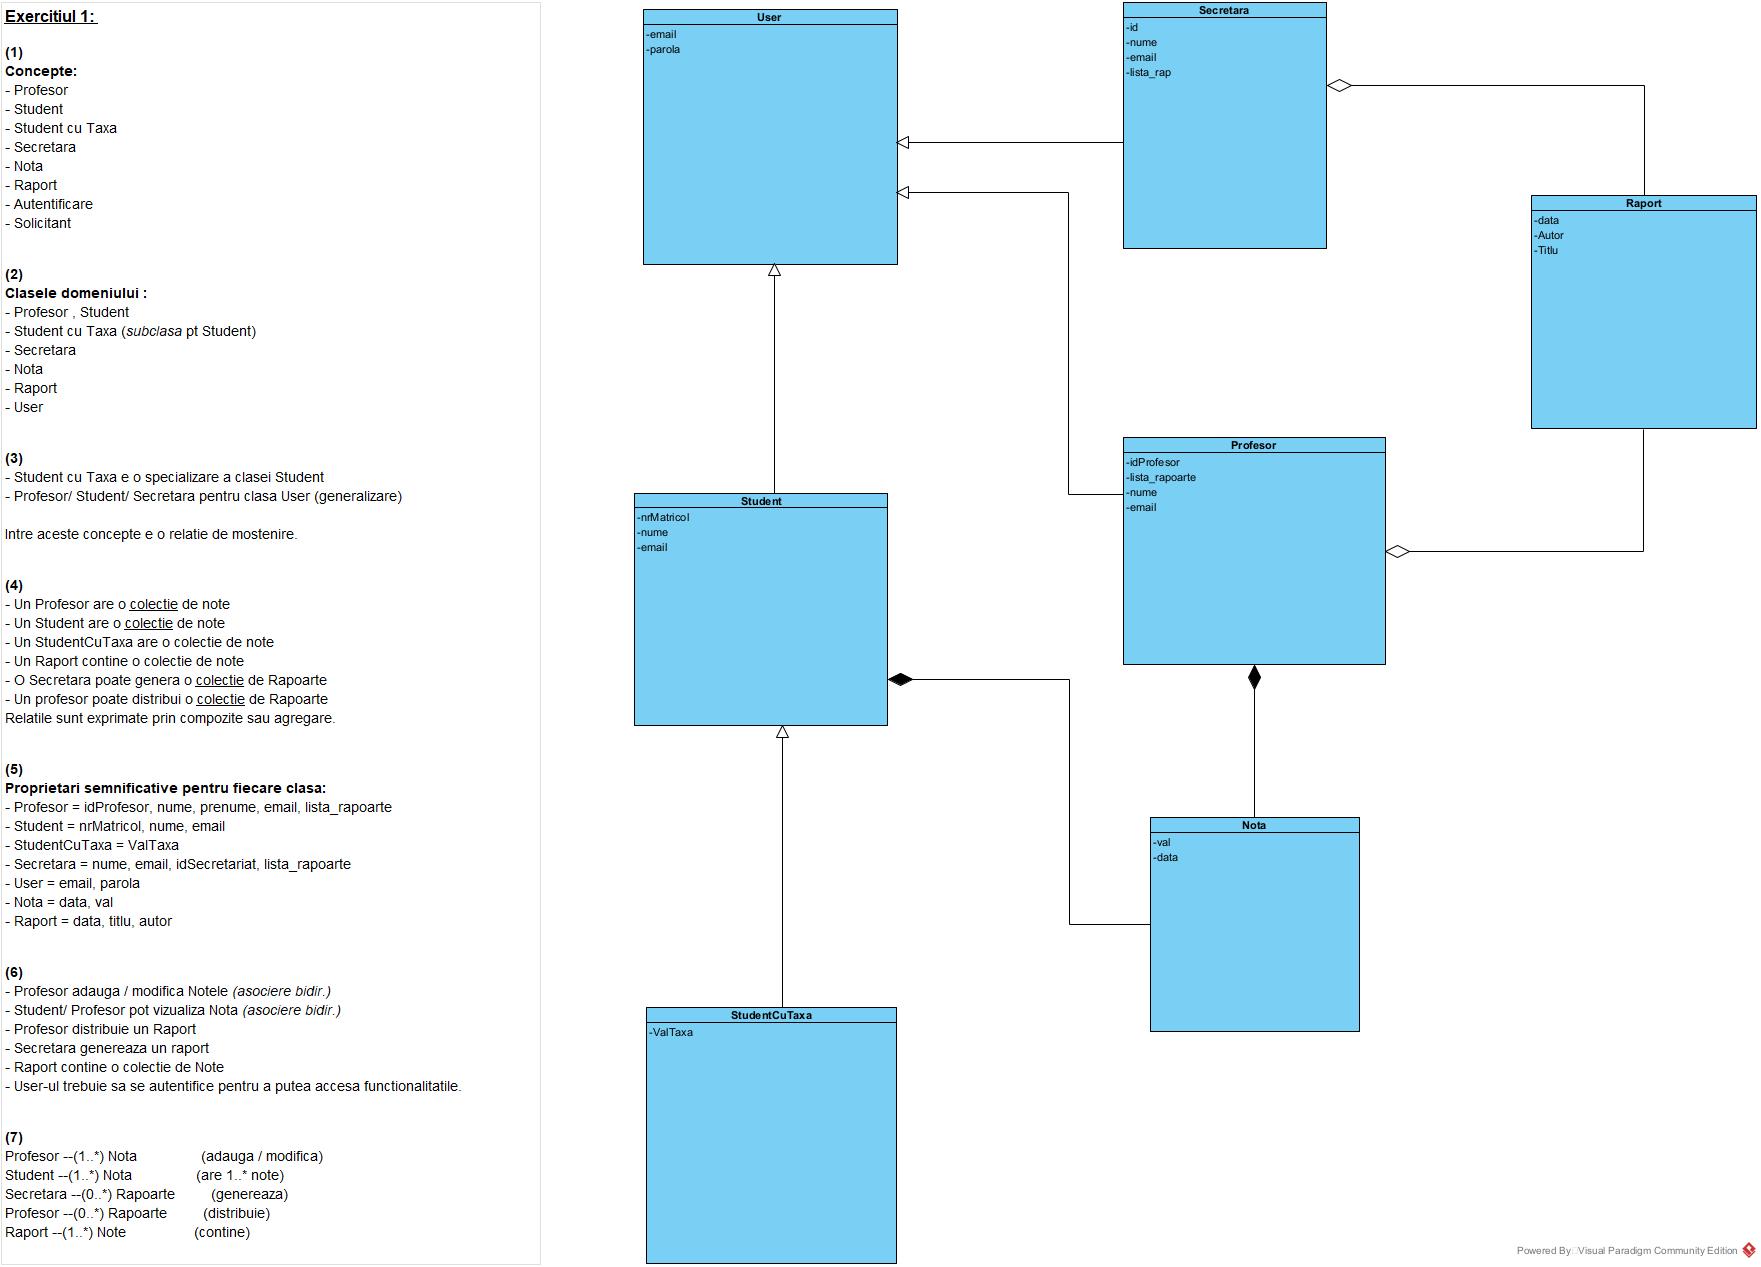 Exercitiul 1:
(1)
Concepte:
- Profesor
- Student
- Student cu Taxa
- Secretara
- Nota
- Raport
- Autentificare
- Solicitant
(2)
Clasele domeniului :
- Profesor , Student
- Student cu Taxa (subclasa pt Student)
- Secretara
- Nota
- Raport
- User
(3)
- Student cu Taxa e o specializare a clasei Student
- Profesor/ Student/ Secretara pentru clasa User (generalizare)
Intre aceste concepte e o relatie de mostenire.
(4)
- Un Profesor are o colectie de note
- Un Student are o colectie de note
- Un StudentCuTaxa are o colectie de note
- Un Raport contine o colectie de note
- O Secretara poate genera o colectie de Rapoarte
- Un profesor poate distribui o colectie de Rapoarte
Relatile sunt exprimate prin compozite sau agregare.
(5)
Proprietari semnificative pentru fiecare clasa:
- Profesor = idProfesor, nume, prenume, email, lista_rapoarte
- Student = nrMatricol, nume, email
- StudentCuTaxa = ValTaxa
- Secretara = nume, email, idSecretariat, lista_rapoarte
- User = email, parola
- Nota = data, val
- Raport = data, titlu, autor
(6)
- Profesor adauga / modifica Notele (asociere bidir.)
- Student/ Profesor pot vizualiza Nota (asociere bidir.)
- Profesor distribuie un Raport
- Secretara genereaza un raport
- Raport contine o colectie de Note
- User-ul trebuie sa se autentifice pentru a putea accesa functionalitatile.
(7)
Profesor --(1..*) Nota (adauga / modifica)
Student --(1..*) Nota (are 1..* note)
Secretara --(0..*) Rapoarte (genereaza)
Profesor --(0..*) Rapoarte (distribuie)
Raport --(1..*) Note (contine)
User
-email
-parola
Secretara
-id
-nume
-email
-lista_rap
Raport
-data
-Autor
-Titlu
Profesor
-idProfesor
-lista_rapoarte
-nume
-email
Student
-nrMatricol
-nume
-email
Nota
-val
-data
StudentCuTaxa
-ValTaxa
Powered By Visual Paradigm Community Edition